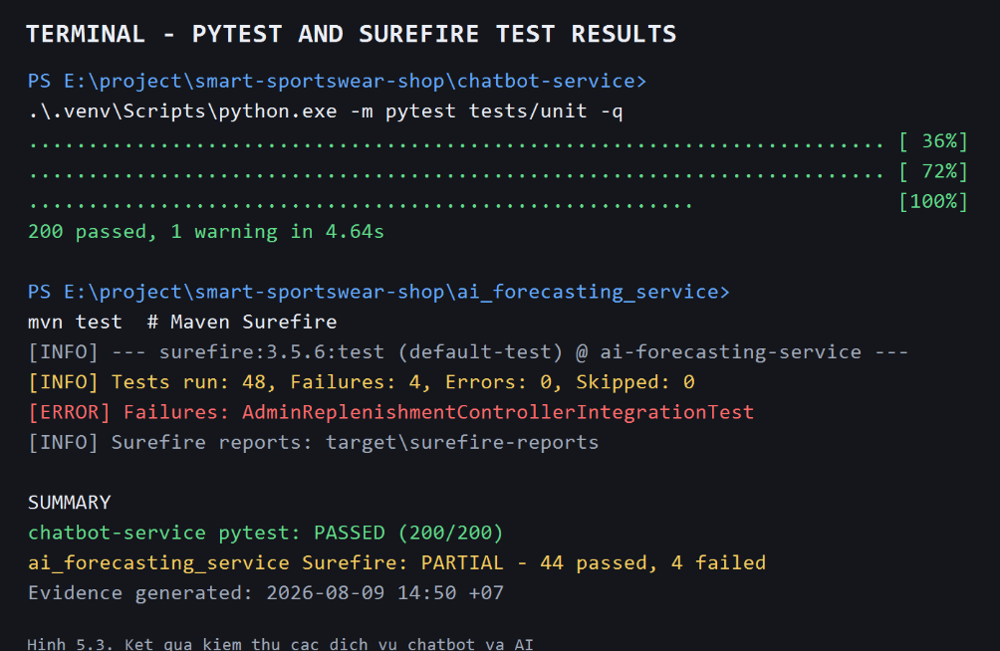 TERMINAL - PYTEST AND SUREFIRE TEST RESULTS
PS E:\project\smart-sportswear-shop\chatbot-service>
.\.venv\Scripts\python.exe -m pytest tests/unit -q
........................................................................ [ 36%]
........................................................................ [ 72%]
........................................................ [100%]
200 passed, 1 warning in 4.64s
PS E:\project\smart-sportswear-shop\ai_forecasting_service>
mvn test  # Maven Surefire
[INFO] --- surefire:3.5.6:test (default-test) @ ai-forecasting-service ---
[INFO] Tests run: 48, Failures: 4, Errors: 0, Skipped: 0
[ERROR] Failures: AdminReplenishmentControllerIntegrationTest
[INFO] Surefire reports: target\surefire-reports
SUMMARY
chatbot-service pytest: PASSED (200/200)
ai_forecasting_service Surefire: PARTIAL - 44 passed, 4 failed
Evidence generated: 2026-08-09 14:50 +07
Hinh 5.3. Ket qua kiem thu cac dich vu chatbot va AI